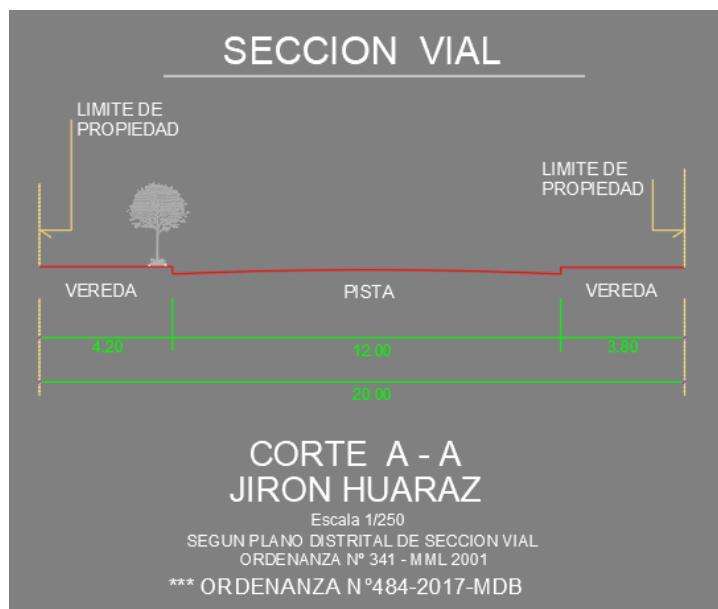 SECCION VIAL
LIMITE DE
PROPIEDAD
LIMITE DE
PROPIEDAD
VEREDA
PISTA
VEREDA
4.20
12.00
3.80
20.00
CORTE A - A
JIRON HUARAZ
Escala 1/250
SEGUN PLANO DISTRITAL DE SECCION VIAL
ORDENANZA Nº 341 - MML 2001
*** ORDENANZA N°484-2017-MDB